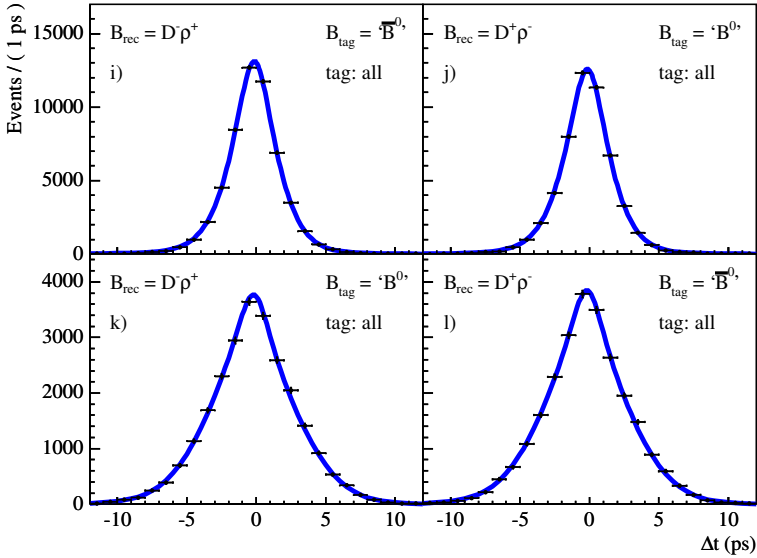 Events / ( 1 ps )
15000
10000
5000
0
B_rec = D⁻ρ⁺
B_tag = ‘B̅⁰’
i)
tag: all
B_rec = D⁺ρ⁻
B_tag = ‘B⁰’
j)
tag: all
4000
3000
2000
1000
0
B_rec = D⁻ρ⁺
B_tag = ‘B⁰’
k)
tag: all
B_rec = D⁺ρ⁻
B_tag = ‘B̅⁰’
l)
tag: all
-10 -5 0 5 10 -10 -5 0 5 10
Δt (ps)